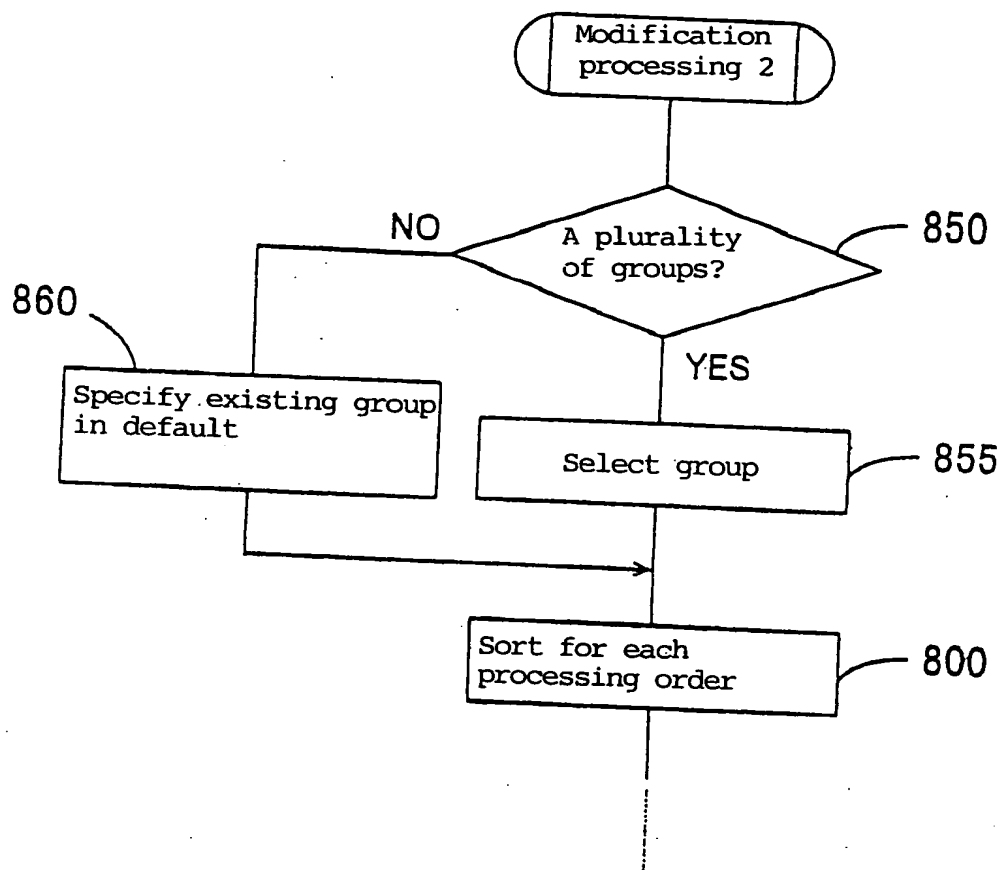 Modification
processing 2
NO
A plurality
of groups?
850
860
YES
Specify existing group
in default
Select group
855
Sort for each
processing order
800